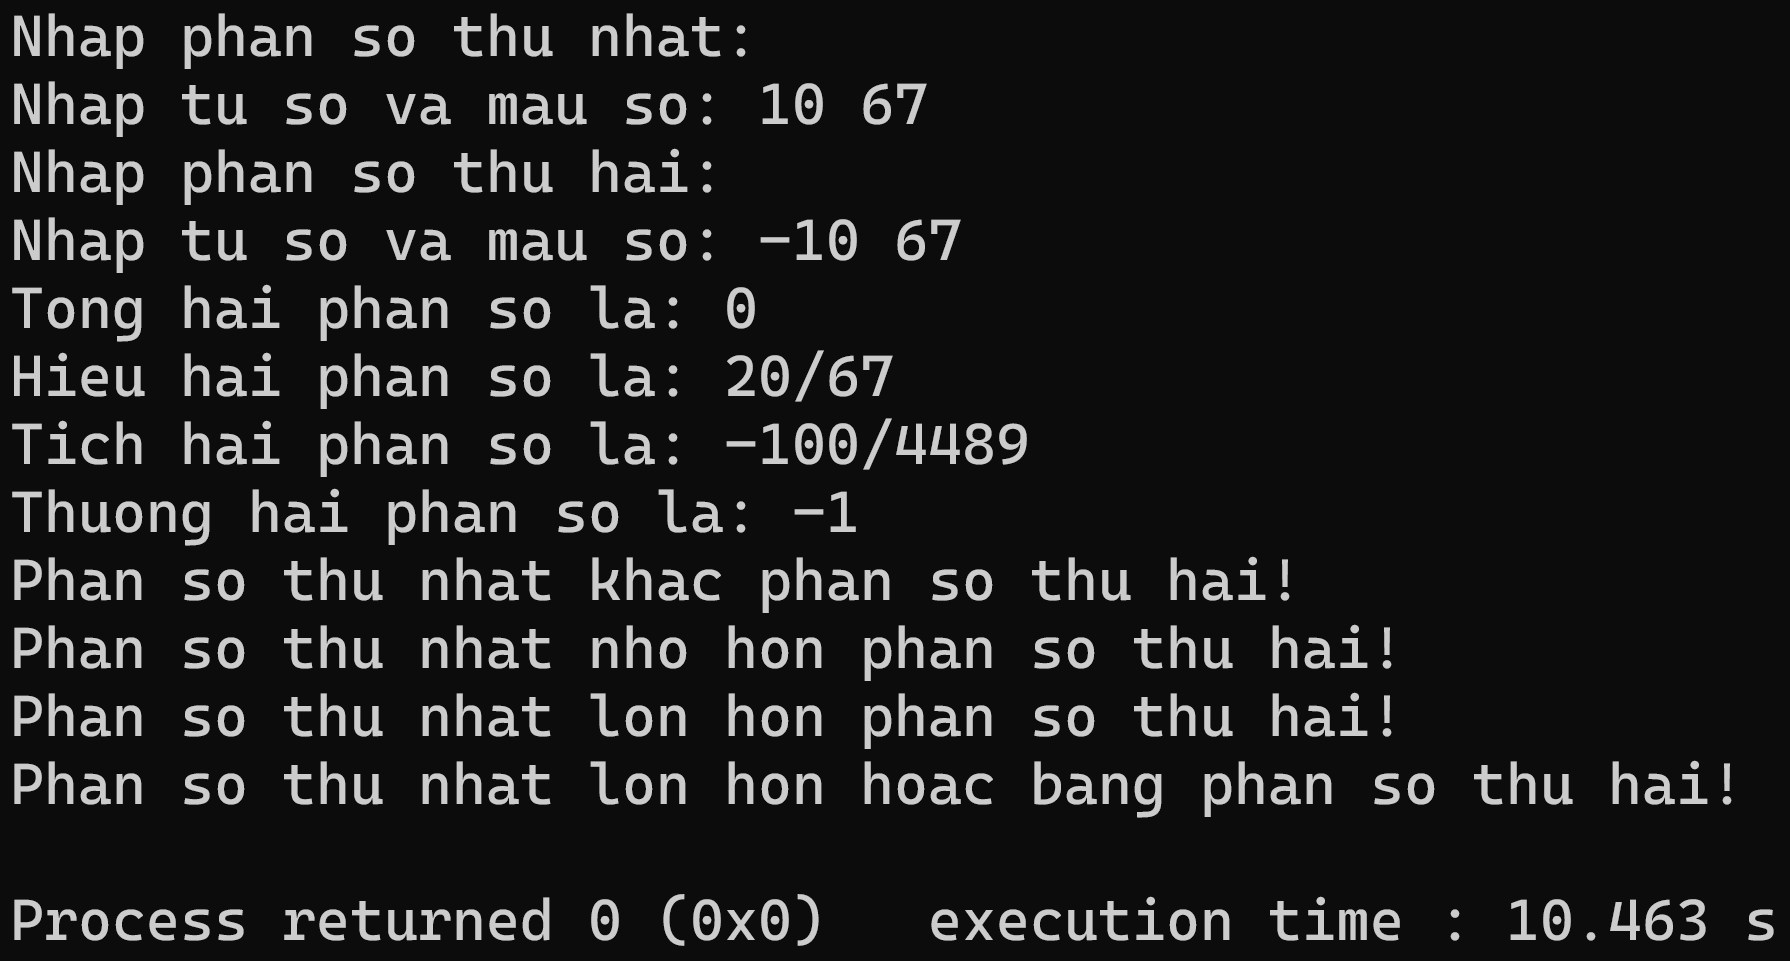 Nhap phan so thu nhat:
Nhap tu so va mau so: 10 67
Nhap phan so thu hai:
Nhap tu so va mau so: -10 67
Tong hai phan so la: 0
Hieu hai phan so la: 20/67
Tich hai phan so la: -100/4489
Thuong hai phan so la: -1
Phan so thu nhat khac phan so thu hai!
Phan so thu nhat nho hon phan so thu hai!
Phan so thu nhat lon hon phan so thu hai!
Phan so thu nhat lon hon hoac bang phan so thu hai!
Process returned 0 (0x0)   execution time : 10.463 s